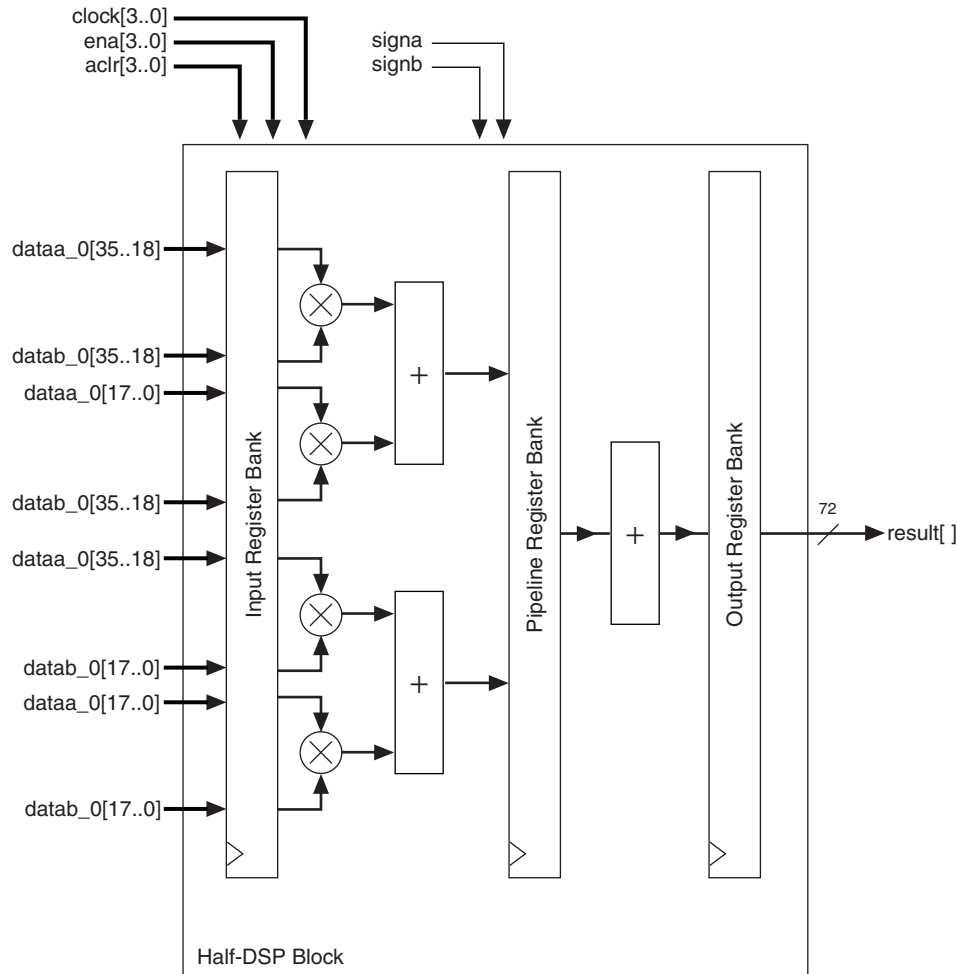 clock[3..0]
ena[3..0]
aclr[3..0]
signa
signb
dataa_0[35..18]
datab_0[35..18]
dataa_0[17..0]
datab_0[35..18]
dataa_0[35..18]
datab_0[17..0]
dataa_0[17..0]
datab_0[17..0]
Input Register Bank
+
+
Pipeline Register Bank
+
Output Register Bank
72
result[ ]
Half-DSP Block